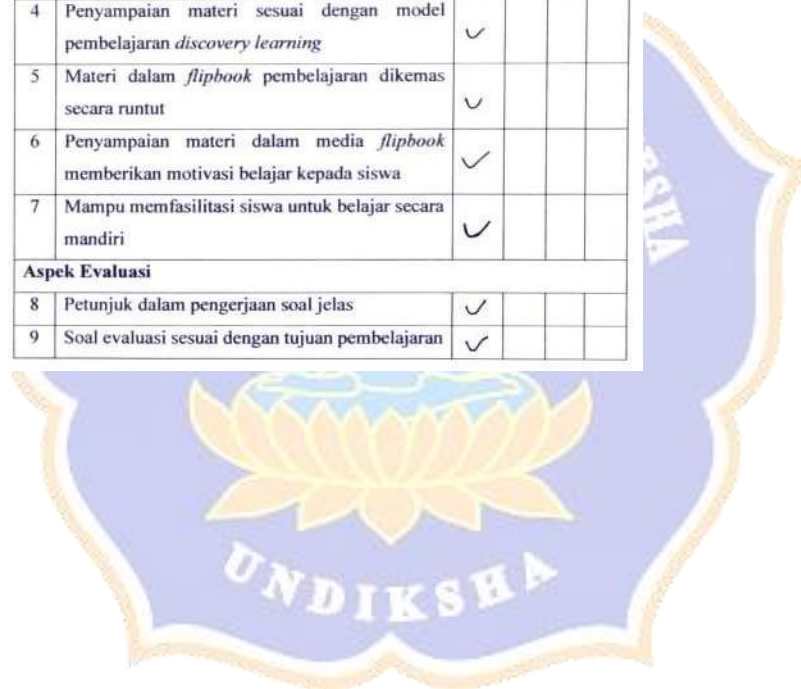 4 Penyampaian materi sesuai dengan model
pembelajaran discovery learning
5 Materi dalam flipbook pembelajaran dikemas
secara runtut
6 Penyampaian materi dalam media flipbook
memberikan motivasi belajar kepada siswa
7 Mampu memfasilitasi siswa untuk belajar secara
mandiri
Aspek Evaluasi
8 Petunjuk dalam pengerjaan soal jelas
9 Soal evaluasi sesuai dengan tujuan pembelajaran
UNDIKSHA